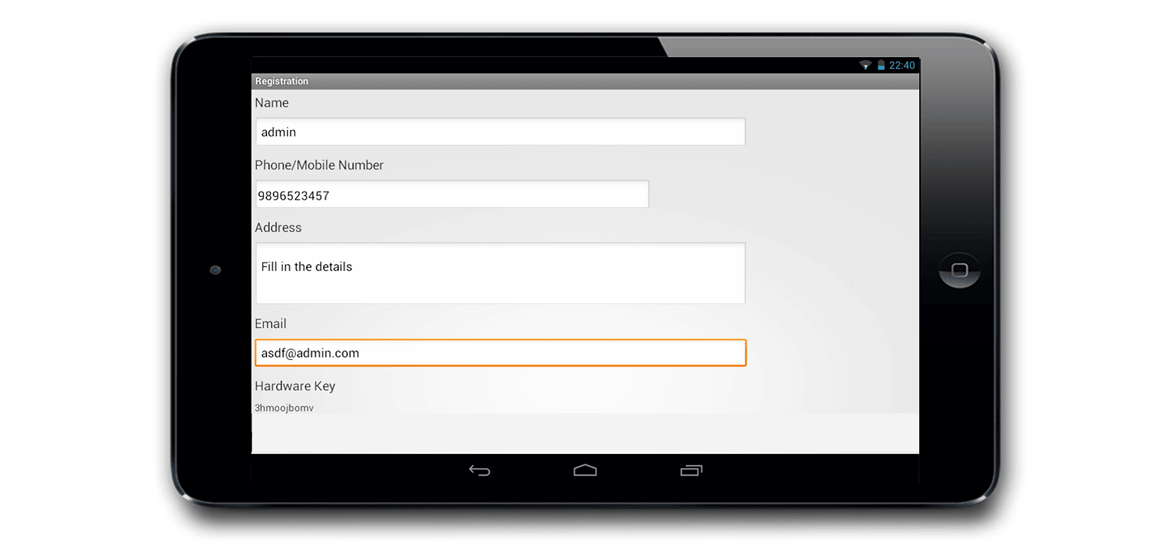 22:40
Registration
Name
admin
Phone/Mobile Number
9896523457
Address
Fill in the details
Email
asdf@admin.com
Hardware Key
3hmoojbomv